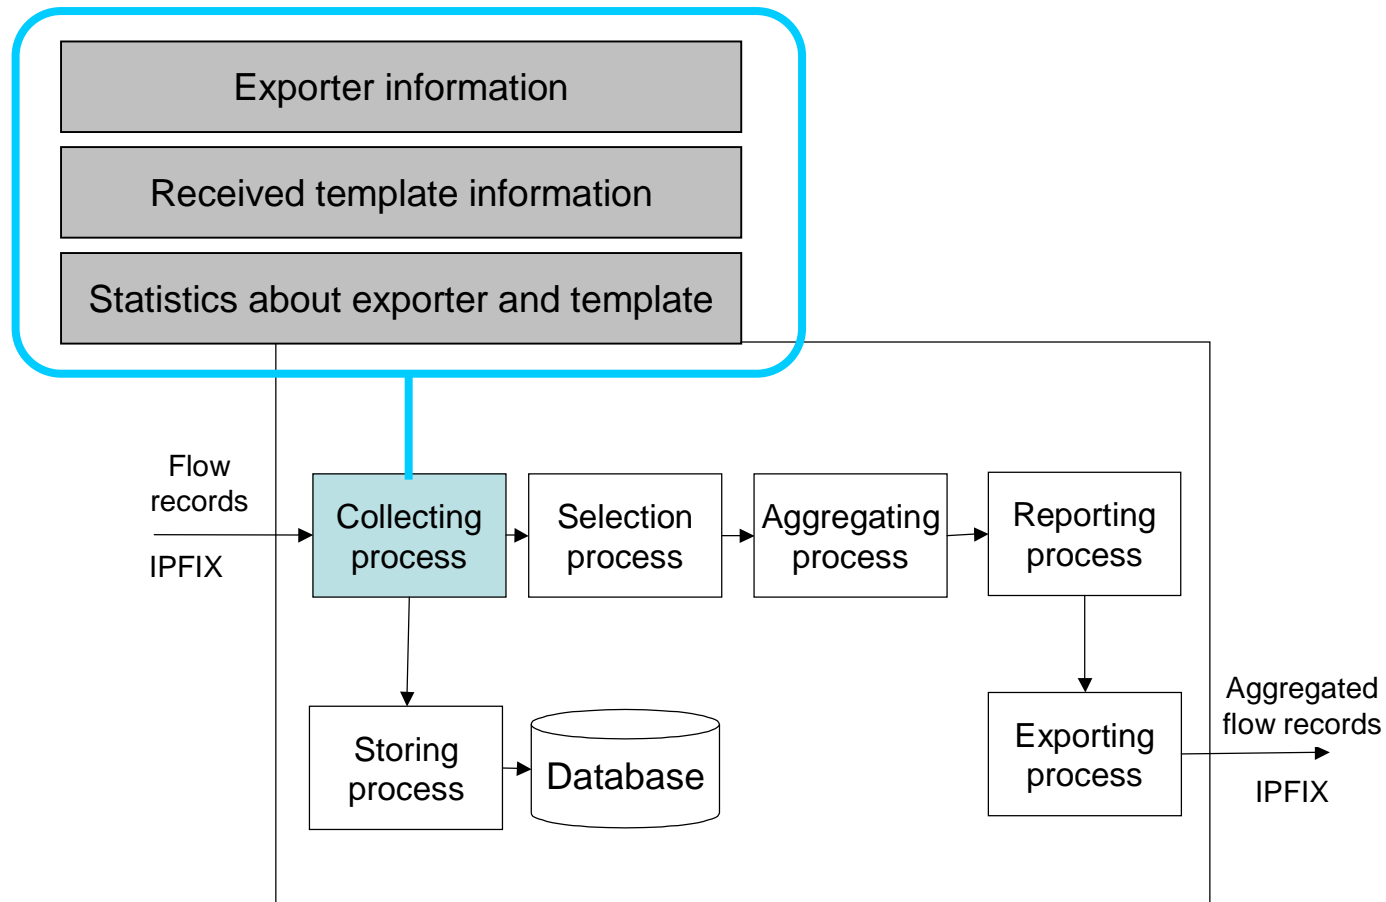 Exporter information
Received template information
Statistics about exporter and template
Flow
records
IPFIX
Collecting
process
Selection
process
Aggregating
process
Reporting
process
Storing
process
Database
Exporting
process
Aggregated
flow records
IPFIX